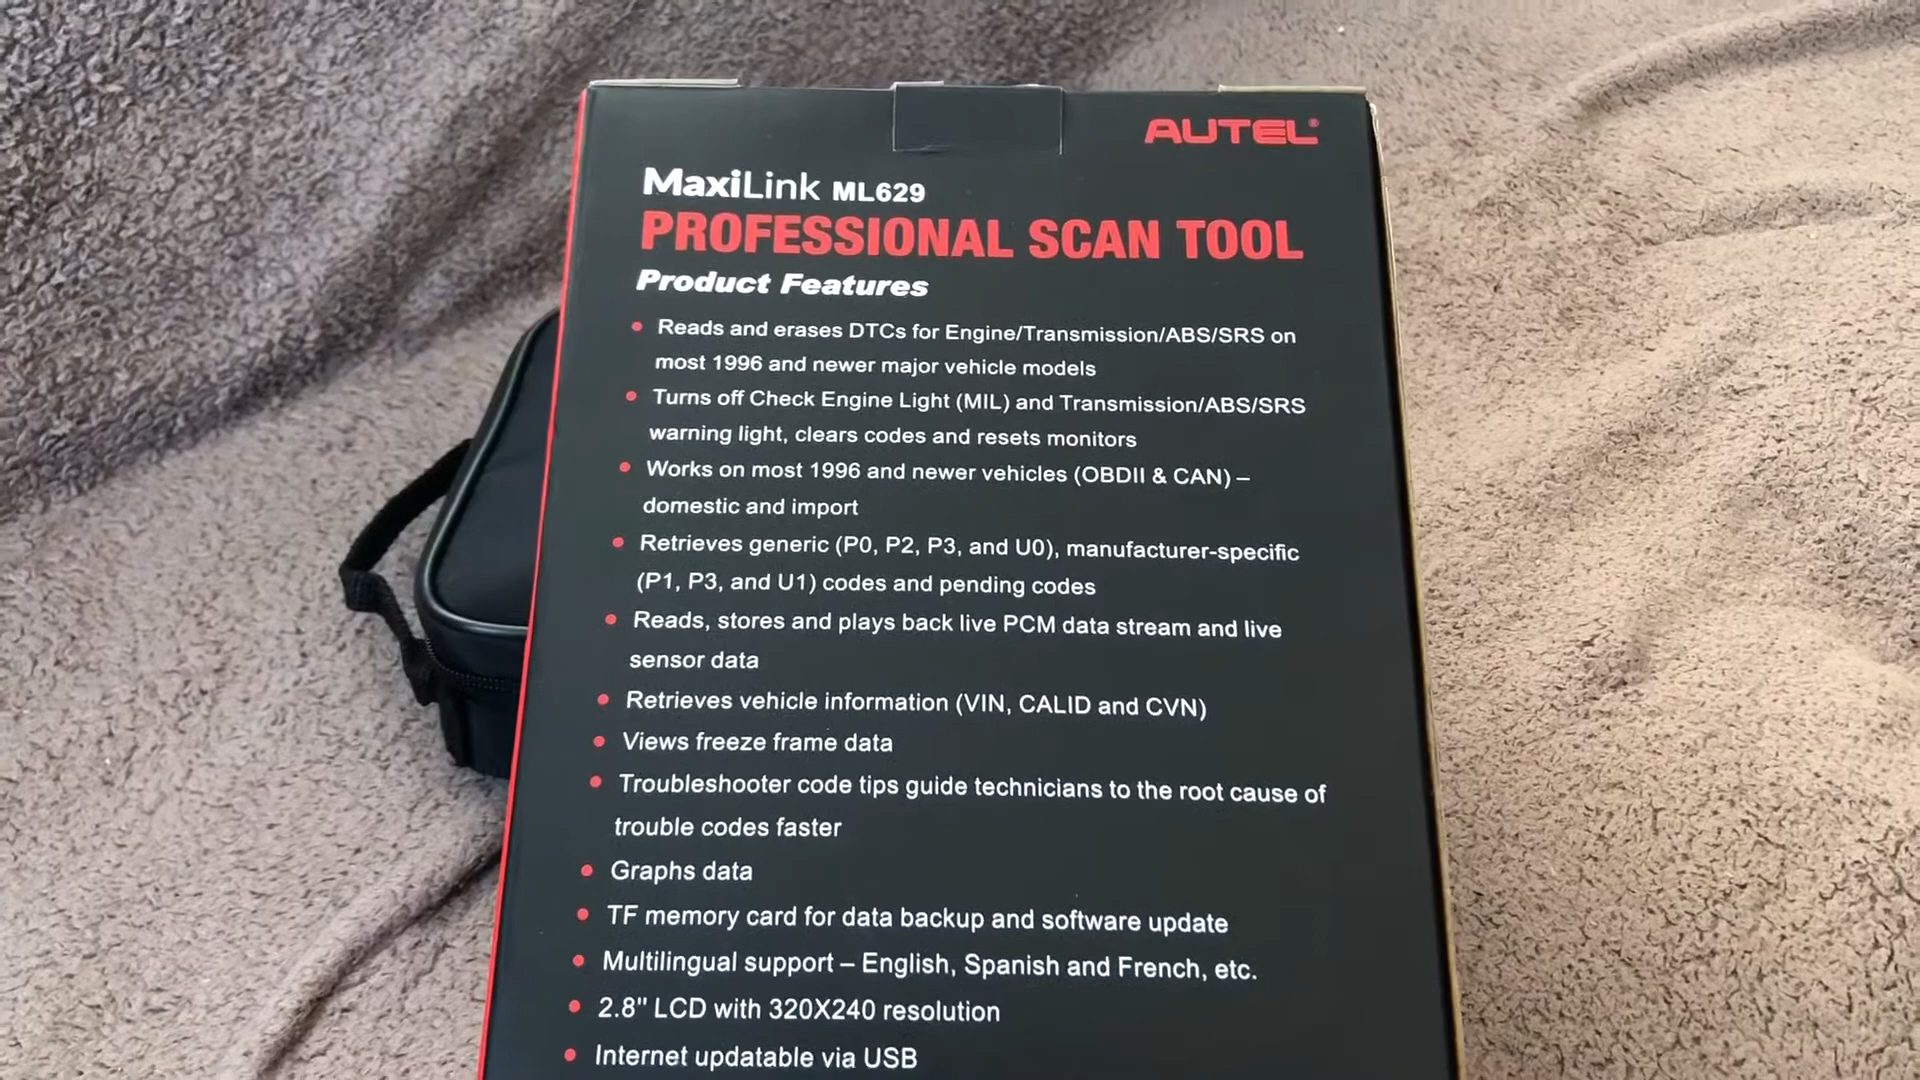 AUTEL®
MaxiLink ML629
PROFESSIONAL SCAN TOOL
Product Features
• Reads and erases DTCs for Engine/Transmission/ABS/SRS on
most 1996 and newer major vehicle models
• Turns off Check Engine Light (MIL) and Transmission/ABS/SRS
warning light, clears codes and resets monitors
• Works on most 1996 and newer vehicles (OBDII & CAN) –
domestic and import
• Retrieves generic (P0, P2, P3, and U0), manufacturer-specific
(P1, P3, and U1) codes and pending codes
• Reads, stores and plays back live PCM data stream and live
sensor data
• Retrieves vehicle information (VIN, CALID and CVN)
• Views freeze frame data
• Troubleshooter code tips guide technicians to the root cause of
trouble codes faster
• Graphs data
• TF memory card for data backup and software update
• Multilingual support – English, Spanish and French, etc.
• 2.8" LCD with 320X240 resolution
• Internet updatable via USB